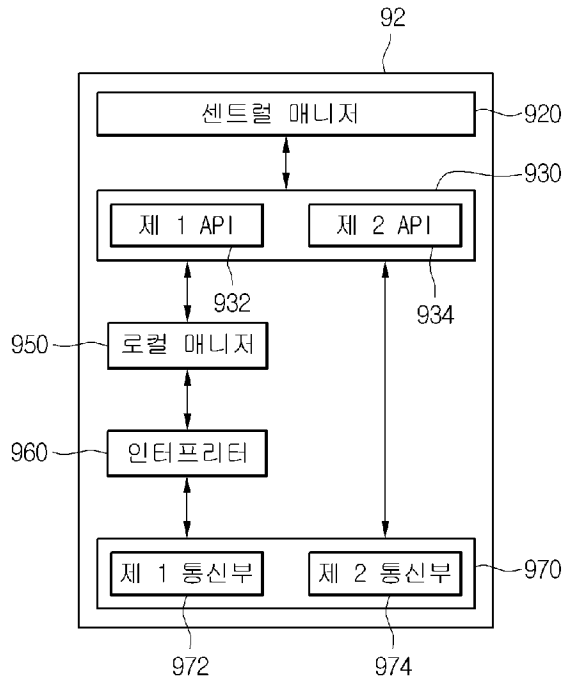 92
센트럴 매니저
920
930
제 1 API
제 2 API
932
934
950
로컬 매니저
960
인터프리터
제 1 통신부
제 2 통신부
970
972
974